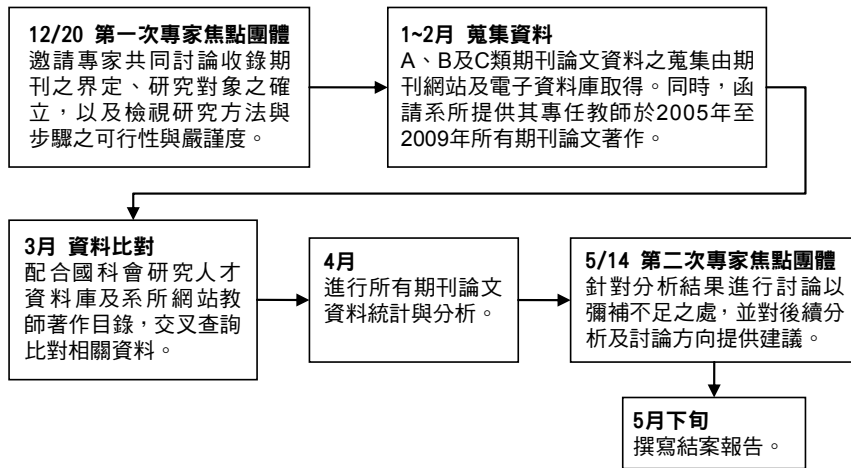 12/20 第一次專家焦點團體
邀請專家共同討論收錄期
刊之界定、研究對象之確
立，以及檢視研究方法與
步驟之可行性與嚴謹度。
1~2月 蒐集資料
A、B及C類期刊論文資料之蒐集由期
刊網站及電子資料庫取得。同時，函
請系所提供其專任教師於2005年至
2009年所有期刊論文著作。
3月 資料比對
配合國科會研究人才
資料庫及系所網站教
師著作目錄，交叉查詢
比對相關資料。
4月
進行所有期刊論文
資料統計與分析。
5/14 第二次專家焦點團體
針對分析結果進行討論以
彌補不足之處，並對後續分
析及討論方向提供建議。
5月下旬
撰寫結案報告。